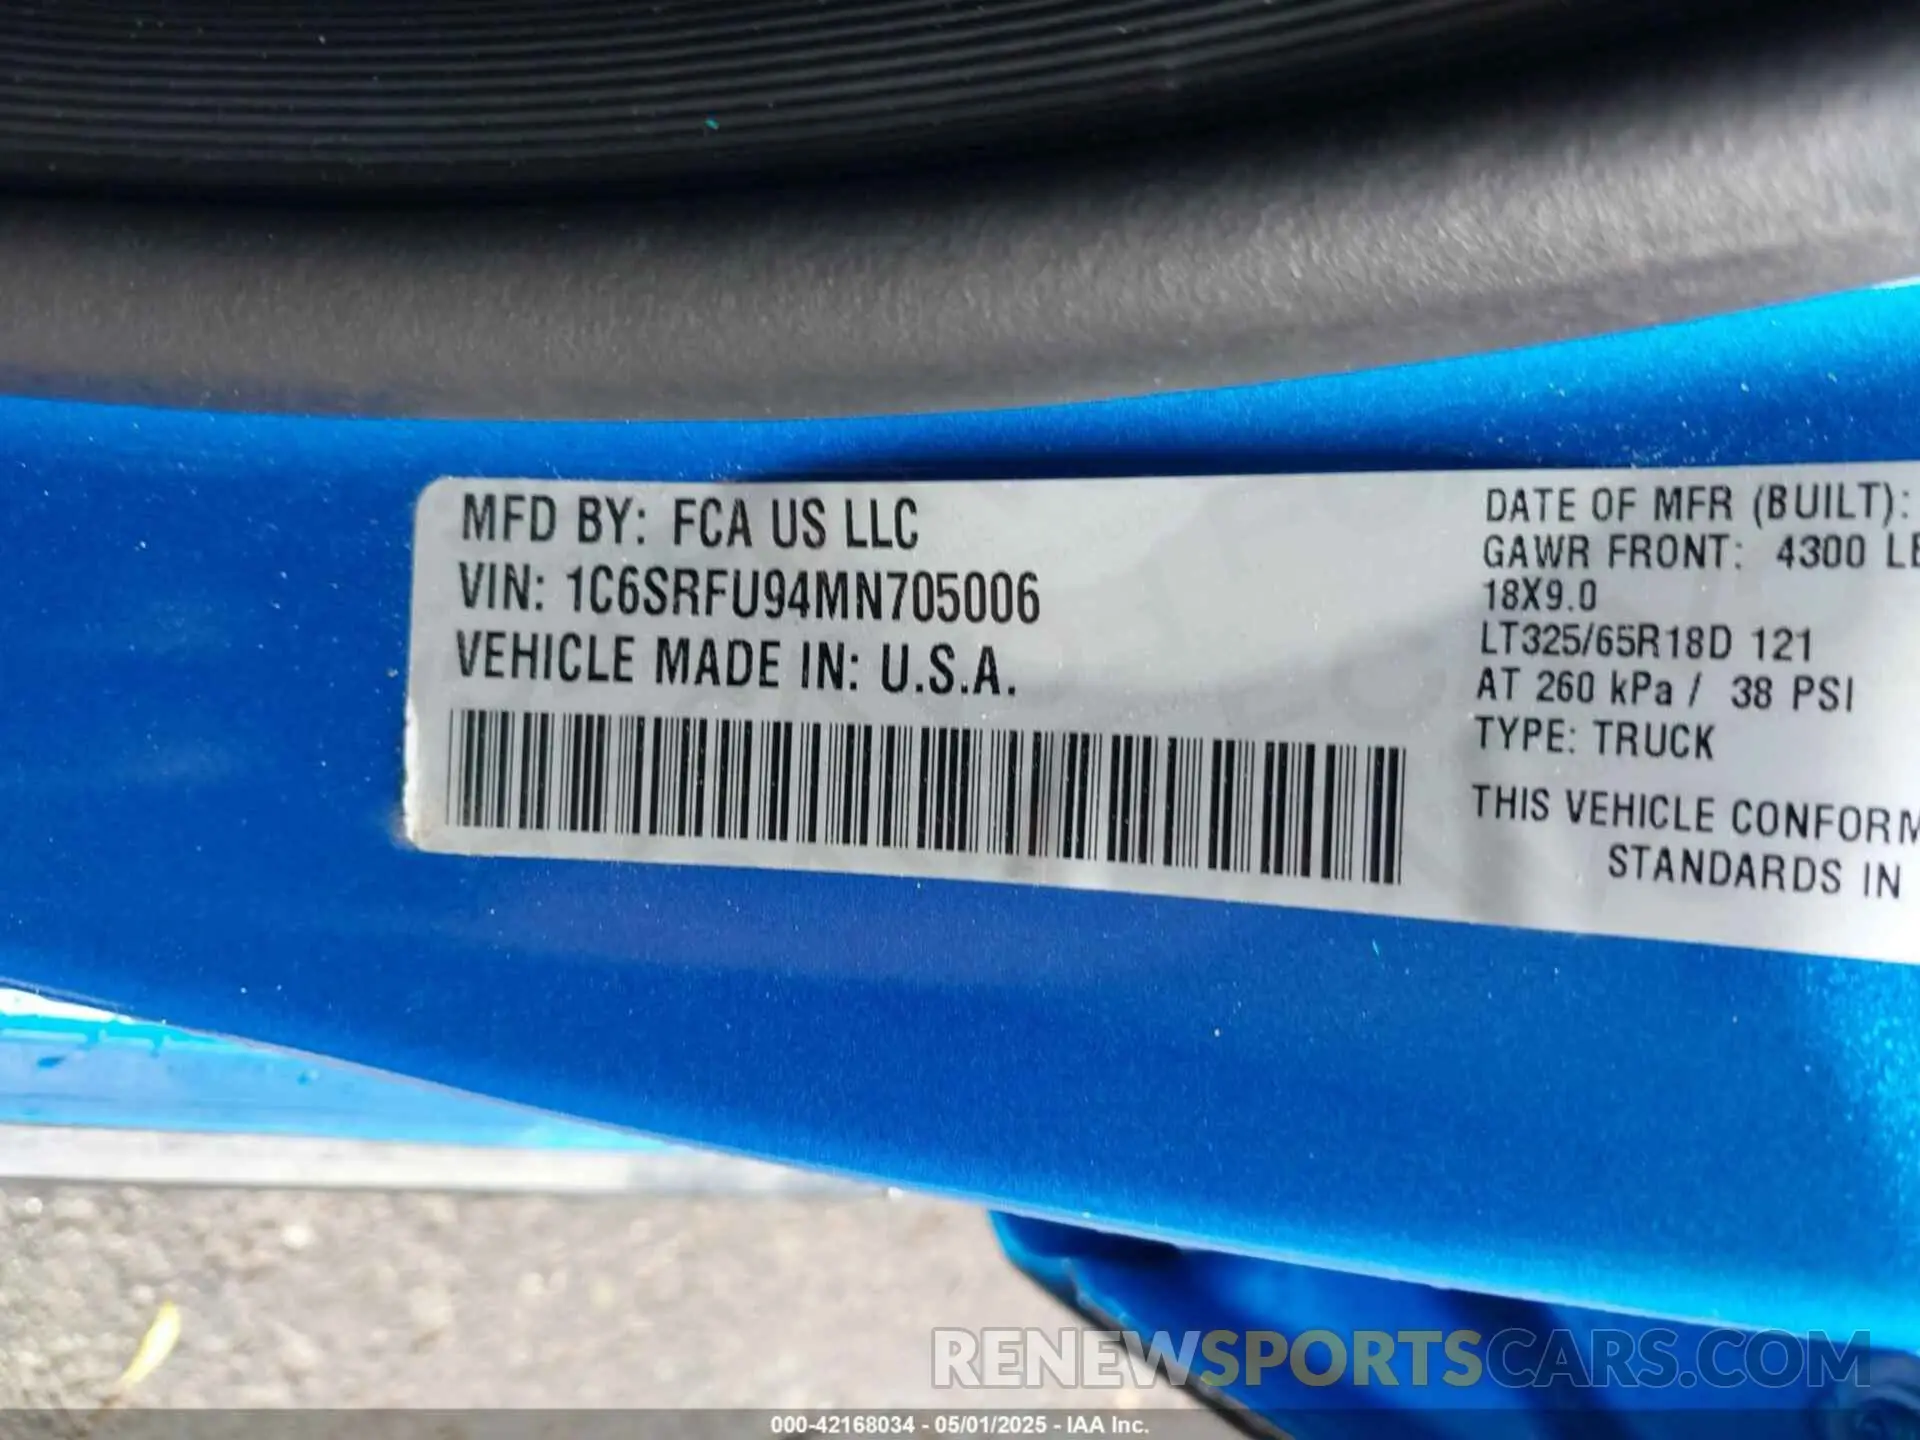 MFD BY: FCA US LLC
VIN: 1C6SRFU94MN705006
VEHICLE MADE IN: U.S.A.
DATE OF MFR (BUILT):
GAWR FRONT: 4300
18X9.0
LT325/65R18D 121
AT 260 kPa / 38 PSI
TYPE: TRUCK
THIS VEHICLE
STANDARDS IN
RENEWSPORTSCARS.COM
000-42168034 - 05/01/2025 - IAA Inc.